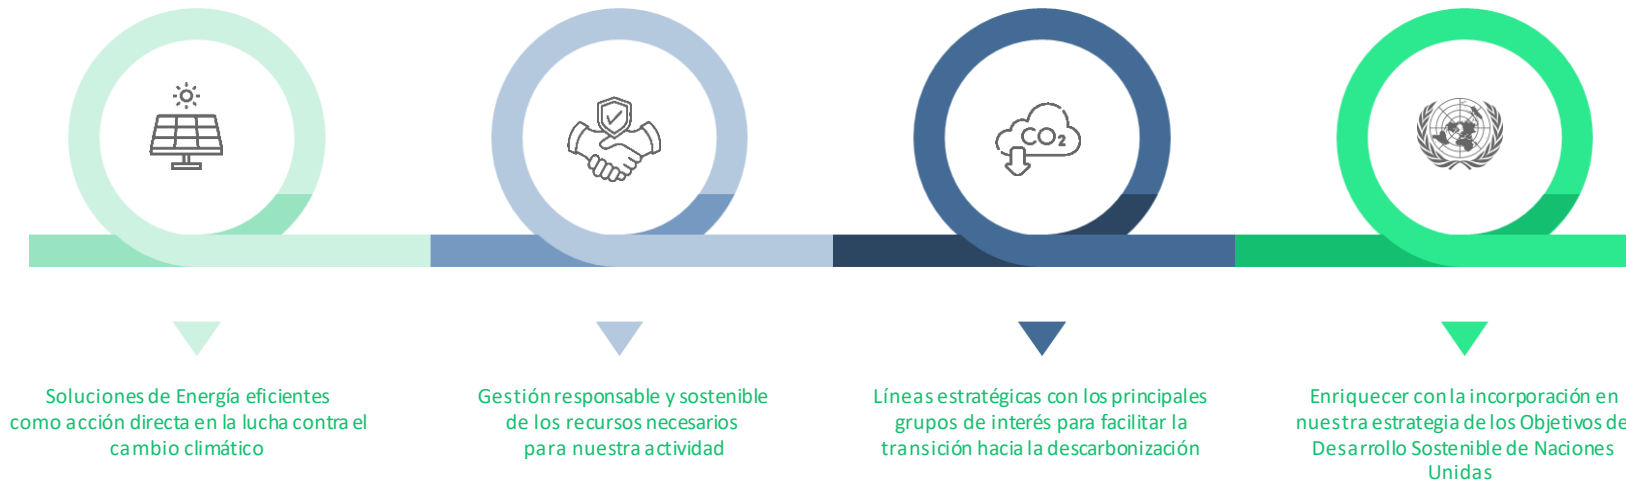 CO2
Soluciones de Energía eficientes
como acción directa en la lucha contra el
cambio climático
Gestión responsable y sostenible
de los recursos necesarios
para nuestra actividad
Líneas estratégicas con los principales
grupos de interés para facilitar la
transición hacia la descarbonización
Enriquecer con la incorporación en
nuestra estrategia de los Objetivos de
Desarrollo Sostenible de Naciones
Unidas